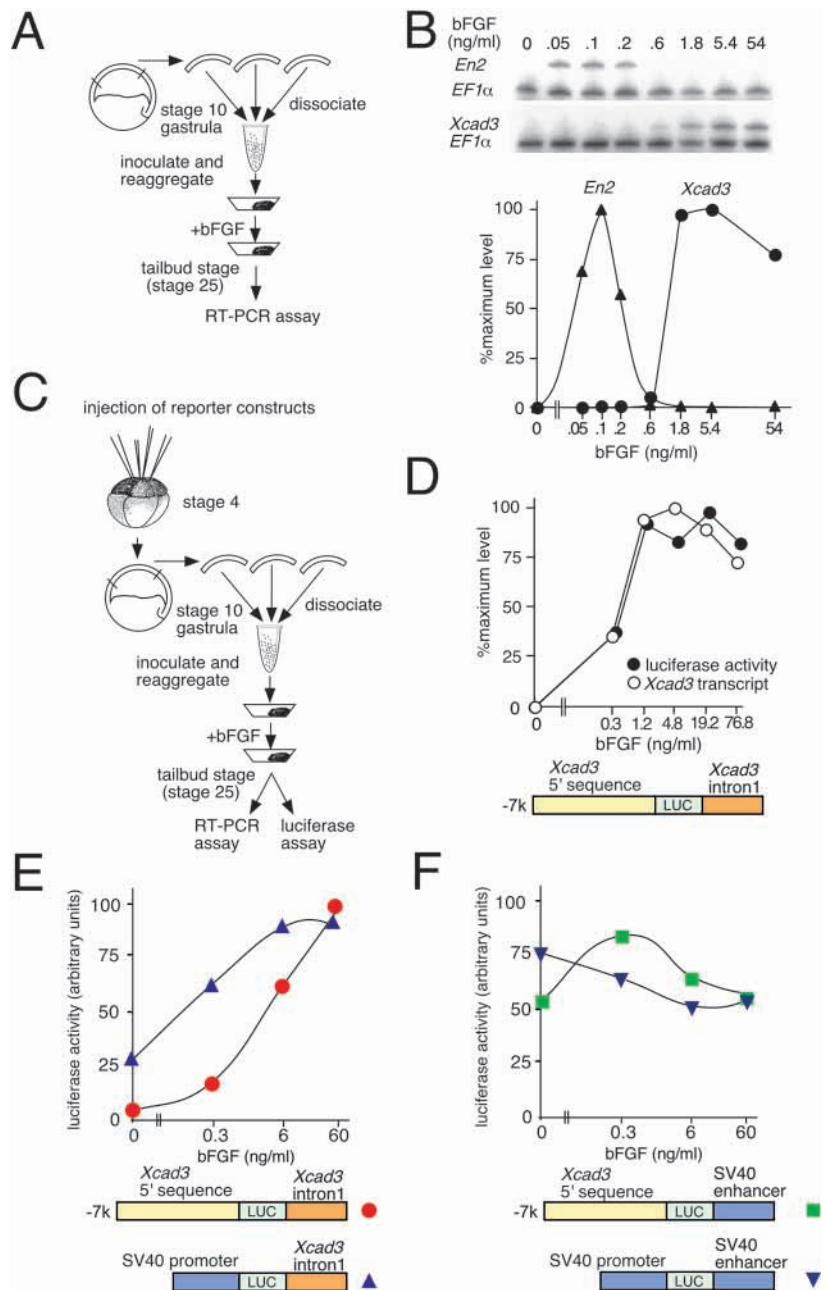 A
stage 10
gastrula
dissociate
inoculate and
reaggregate
+bFGF
tailbud stage
(stage 25)
RT-PCR assay
B
bFGF
(ng/ml) 0 .05 .1 .2 .6 1.8 5.4 54
En2
EF1α
Xcad3
EF1α
En2 Xcad3
%maximum level
100
75
50
25
0
0 .05 .1 .2 .6 1.8 5.4 54
bFGF (ng/ml)
C
injection of reporter constructs
stage 4
stage 10
gastrula
dissociate
inoculate and
reaggregate
+bFGF
tailbud stage
(stage 25)
RT-PCR
assay
luciferase
assay
D
%maximum level
100
75
50
25
0
luciferase activity
Xcad3 transcript
0 0.3 1.2 4.8 19.2 76.8
bFGF (ng/ml)
Xcad3
5' sequence
Xcad3
intron1
-7k LUC
E
luciferase activity (arbitrary units)
100
75
50
25
0
0 0.3 6 60
bFGF (ng/ml)
Xcad3
5' sequence
Xcad3
intron1
-7k LUC
SV40 promoter
Xcad3
intron1
LUC
F
luciferase activity (arbitrary units)
100
75
50
25
0
0 0.3 6 60
bFGF (ng/ml)
Xcad3
5' sequence
SV40
enhancer
-7k LUC
SV40 promoter
SV40
enhancer
LUC